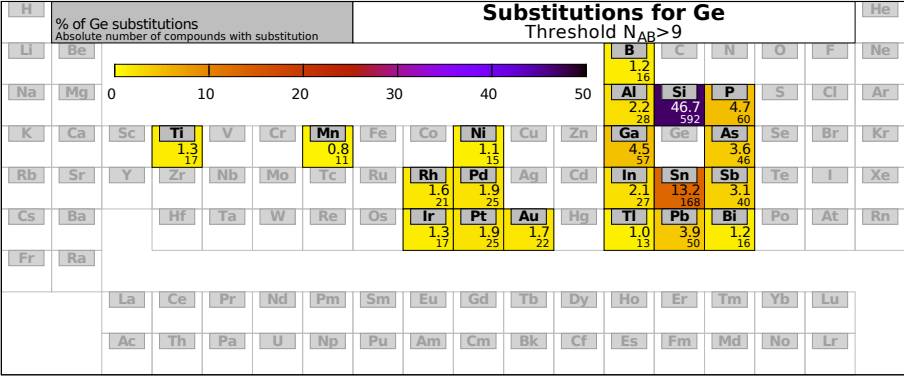 H He
% of Ge substitutions
Absolute number of compounds with substitution
Substitutions for Ge
Threshold N_AB>9
Li Be B C N O F Ne
1.2
16
0 10 20 30 40 50
Na Mg Al Si P S Cl Ar
2.2 46.7 4.7
28 592 60
K Ca Sc Ti V Cr Mn Fe Co Ni Cu Zn Ga Ge As Se Br Kr
1.3 0.8 1.1 4.5 3.6
17 11 15 57 46
Rb Sr Y Zr Nb Mo Tc Ru Rh Pd Ag Cd In Sn Sb Te I Xe
1.6 1.9 2.1 13.2 3.1
21 25 27 168 40
Cs Ba Hf Ta W Re Os Ir Pt Au Hg Tl Pb Bi Po At Rn
1.3 1.9 1.7 1.0 3.9 1.2
17 25 22 13 50 16
Fr Ra
La Ce Pr Nd Pm Sm Eu Gd Tb Dy Ho Er Tm Yb Lu
Ac Th Pa U Np Pu Am Cm Bk Cf Es Fm Md No Lr